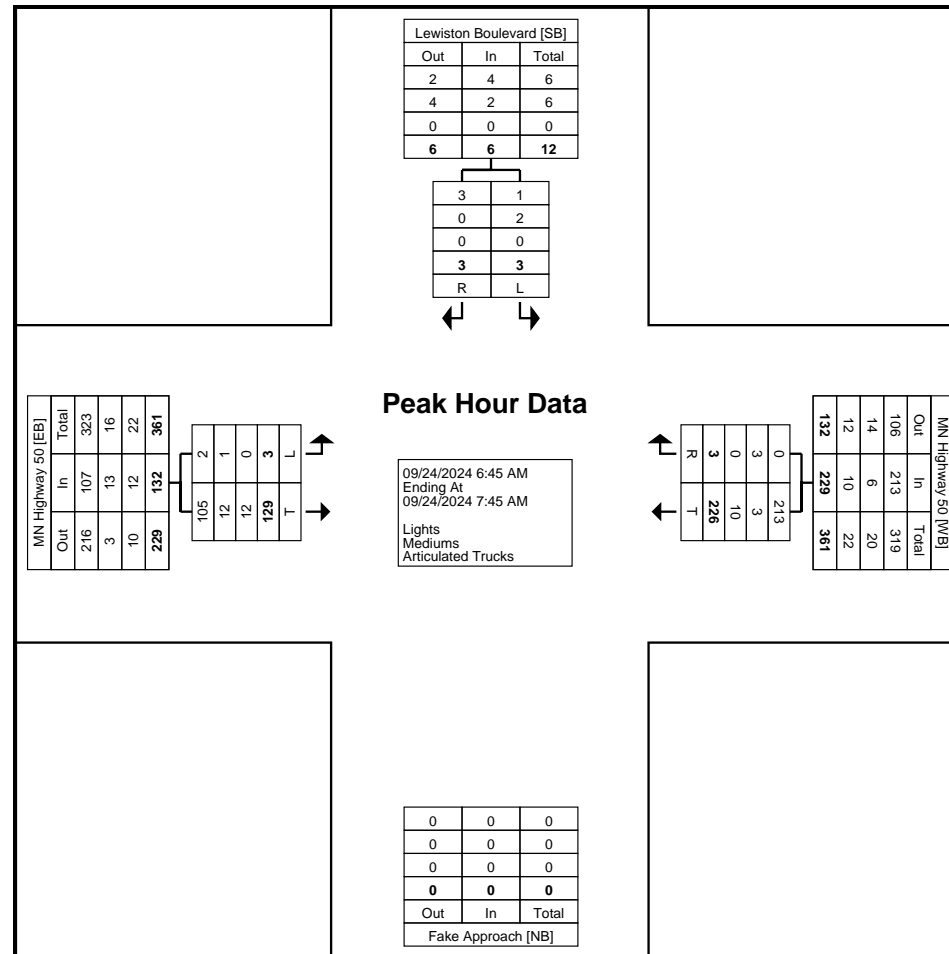 Lewiston Boulevard [SB]
Out In Total
2 4 6
4 2 6
0 0 0
6 6 12
3 1
0 2
0 0
3 3
R L
Peak Hour Data
MN Highway 50 [EB]
Total 323 16 22 361
In 107 13 12 132
Out 216 3 10 229
2 1 0 3 L
105 12 12 129 T
09/24/2024 6:45 AM
Ending At
09/24/2024 7:45 AM
Lights
Mediums
Articulated Trucks
MN Highway 50 [WB]
Out In Total
106 213 319
14 6 20
12 10 22
132 229 361
0 213
3 3
0 10
3 226
R T
0 0 0
0 0 0
0 0 0
0 0 0
Out In Total
Fake Approach [NB]